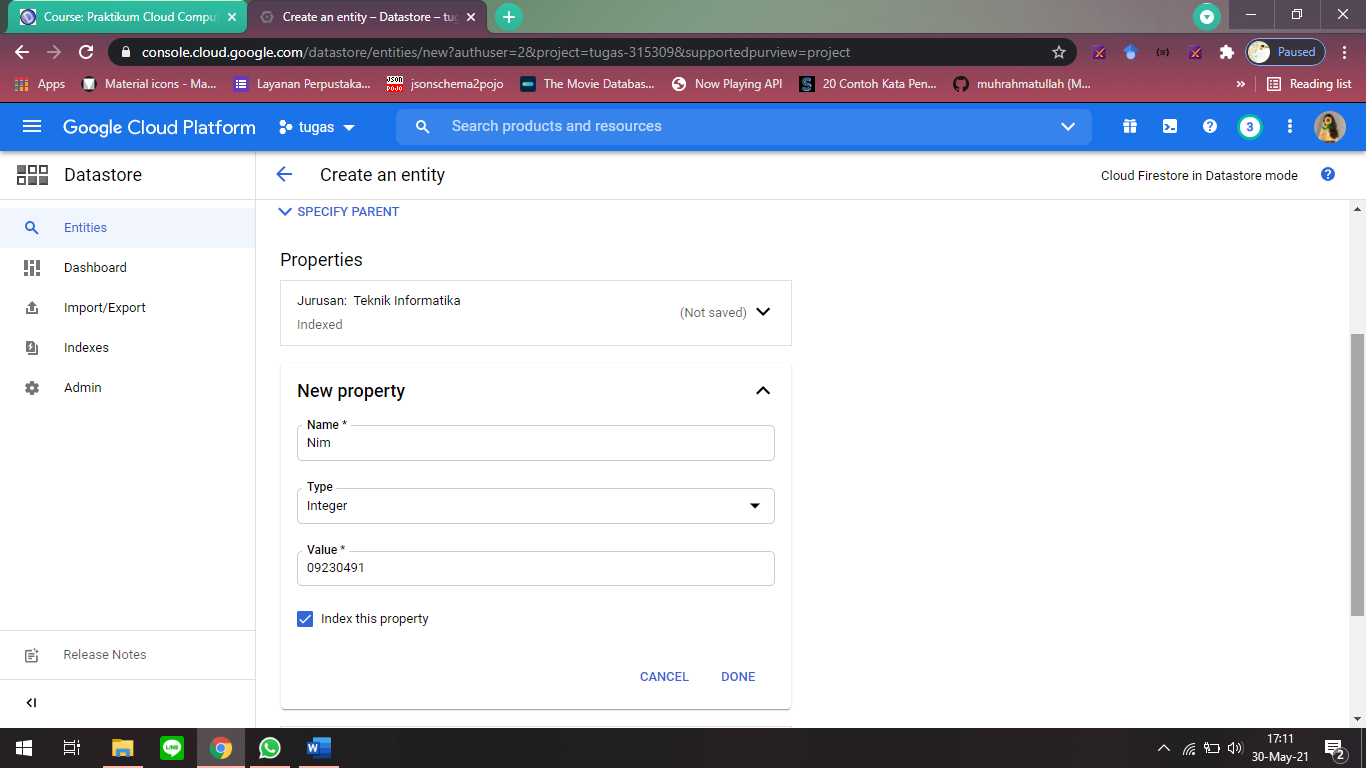 Course: Praktikum Cloud Comput
Create an entity – Datastore – tug
console.cloud.google.com/datastore/entities/new?authuser=2&project=tugas-315309&supportedpurview=project
Paused
Apps
Material icons - Ma...
Layanan Perpustaka...
JSON POJO
jsonschema2pojo
The Movie Databas...
Now Playing API
20 Contoh Kata Pen...
muhrahmatullah (M...
»
Reading list
Google Cloud Platform
tugas
Search products and resources
3
Datastore
Create an entity
Cloud Firestore in Datastore mode
Entities
Dashboard
Import/Export
Indexes
Admin
Release Notes
SPECIFY PARENT
Properties
Jurusan: Teknik Informatika
Indexed
(Not saved)
New property
Name *
Nim
Type
Integer
Value *
09230491
Index this property
CANCEL
DONE
LINE
17:11
30-May-21
2